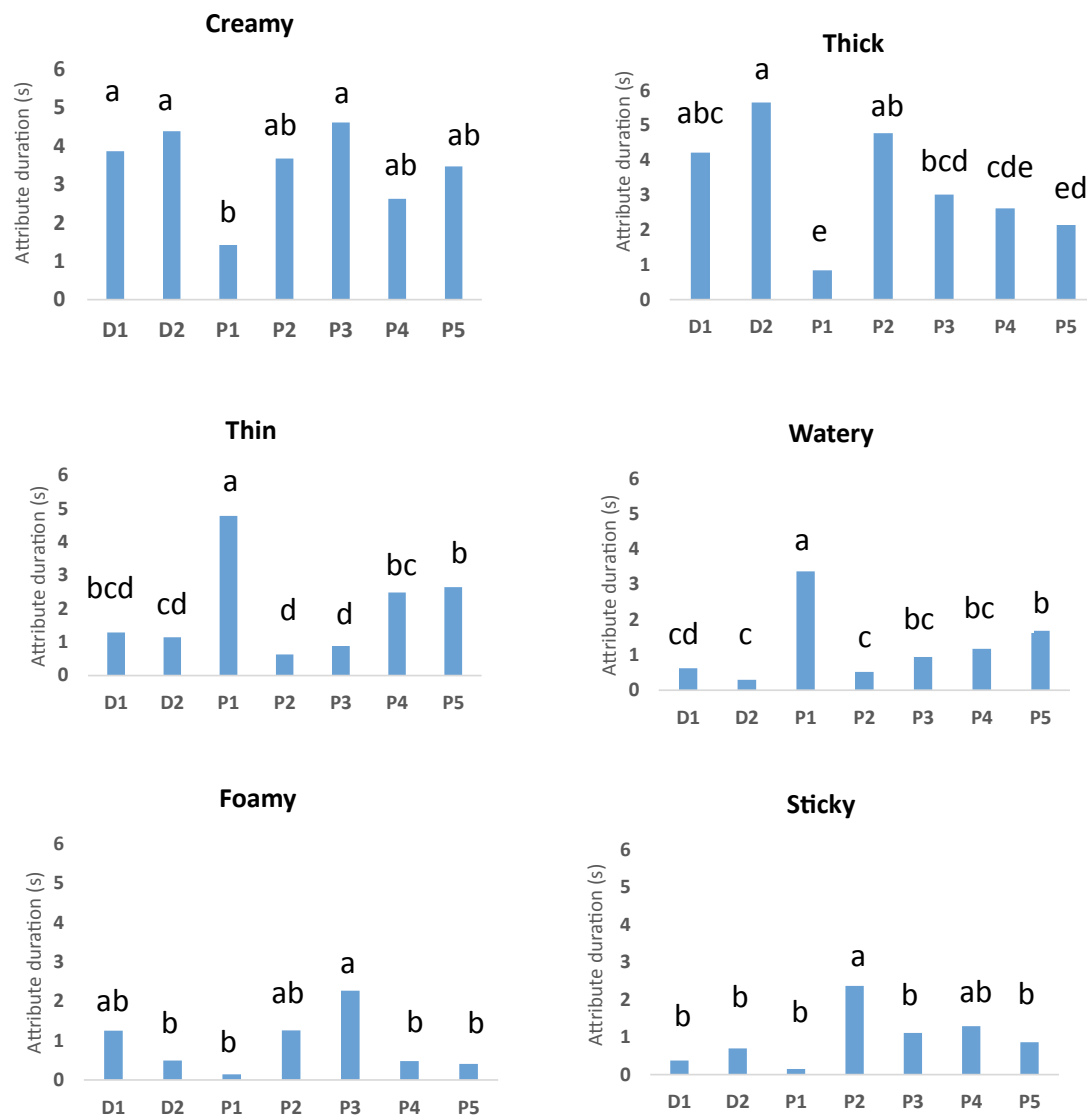 Creamy
Attribute duration (s)
6
5
4
3
2
1
0
a
a
b
ab
a
ab
ab
D1 D2 P1 P2 P3 P4 P5
Thick
Attribute duration (s)
6
5
4
3
2
1
0
abc
a
e
ab
bcd
cde
ed
D1 D2 P1 P2 P3 P4 P5
Thin
Attribute duration (s)
6
5
4
3
2
1
0
bcd
cd
a
d
d
bc
b
D1 D2 P1 P2 P3 P4 P5
Watery
Attribute duration (s)
6
5
4
3
2
1
0
cd
c
a
c
bc
bc
b
D1 D2 P1 P2 P3 P4 P5
Foamy
Attribute duration (s)
6
5
4
3
2
1
0
ab
b
b
ab
a
b
b
D1 D2 P1 P2 P3 P4 P5
Sticky
Attribute duration (s)
6
5
4
3
2
1
0
b
b
b
a
b
ab
b
D1 D2 P1 P2 P3 P4 P5